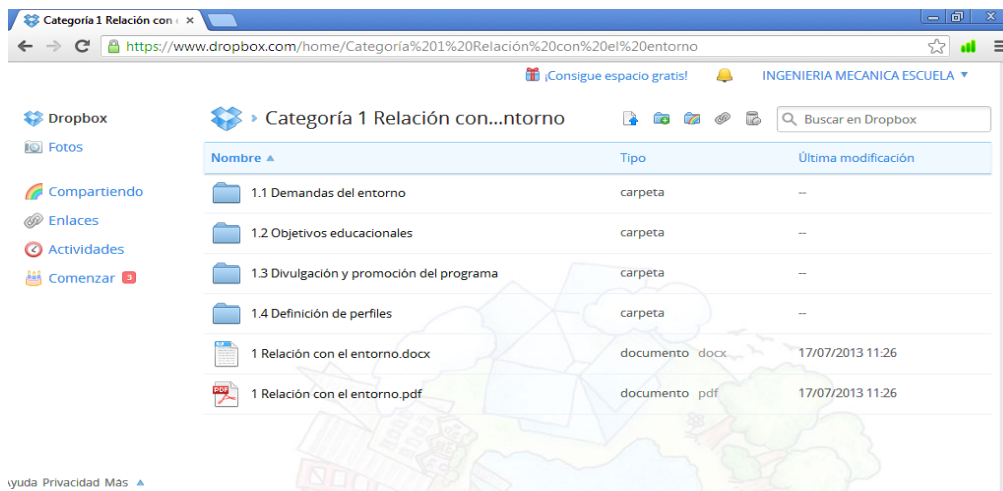 Categoría 1 Relación con e
https://www.dropbox.com/home/Categoría%201%20Relación%20con%20el%20entorno
¡Consigue espacio gratis! INGENIERIA MECANICA ESCUELA
Dropbox
Fotos
Compartiendo
Enlaces
Actividades
Comenzar 3
Categoría 1 Relación con...ntorno
Buscar en Dropbox
Nombre Tipo Última modificación
1.1 Demandas del entorno carpeta --
1.2 Objetivos educacionales carpeta --
1.3 Divulgación y promoción del programa carpeta --
1.4 Definición de perfiles carpeta --
1 Relación con el entorno.docx documento docx 17/07/2013 11:26
PDF 1 Relación con el entorno.pdf documento pdf 17/07/2013 11:26
yuda Privacidad Más